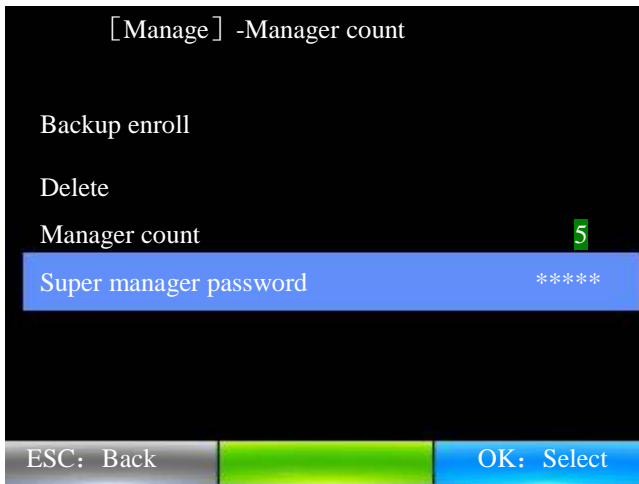 ［Manage］-Manager count
Backup enroll
Delete
Manager count 5
Super manager password *****
ESC：Back OK：Select